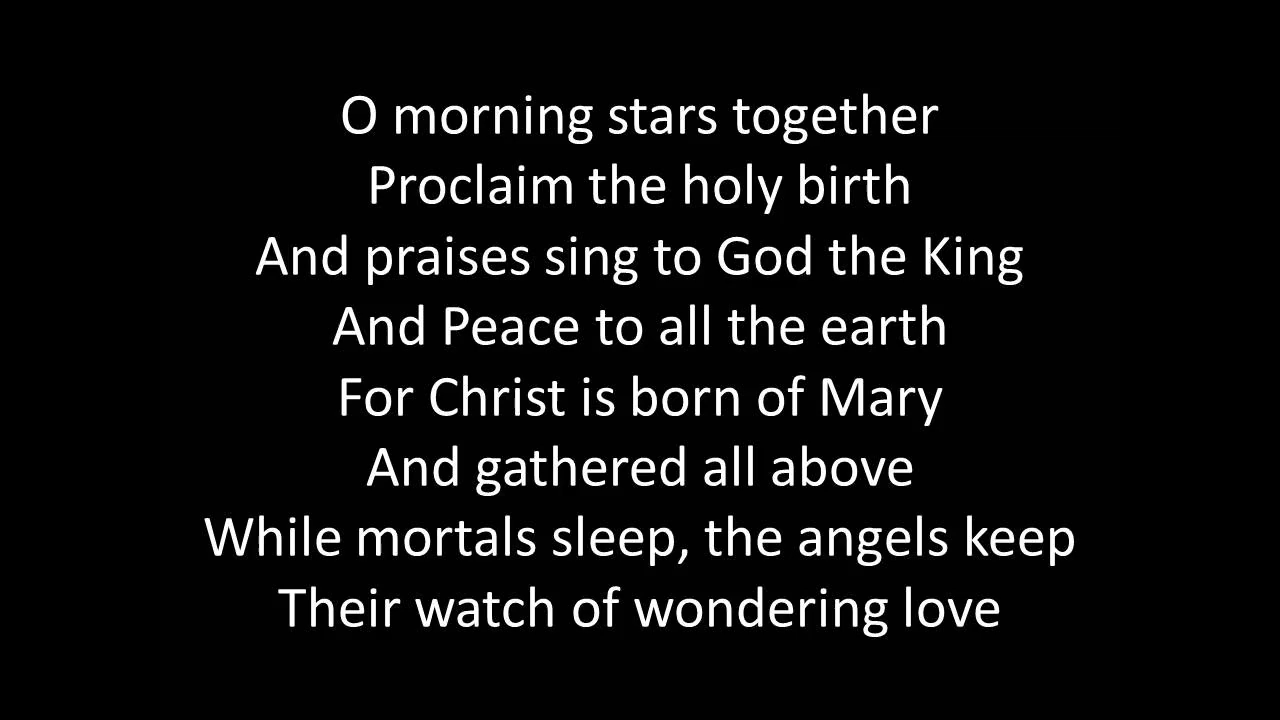 O morning stars together
Proclaim the holy birth
And praises sing to God the King
And Peace to all the earth
For Christ is born of Mary
And gathered all above
While mortals sleep, the angels keep
Their watch of wondering love